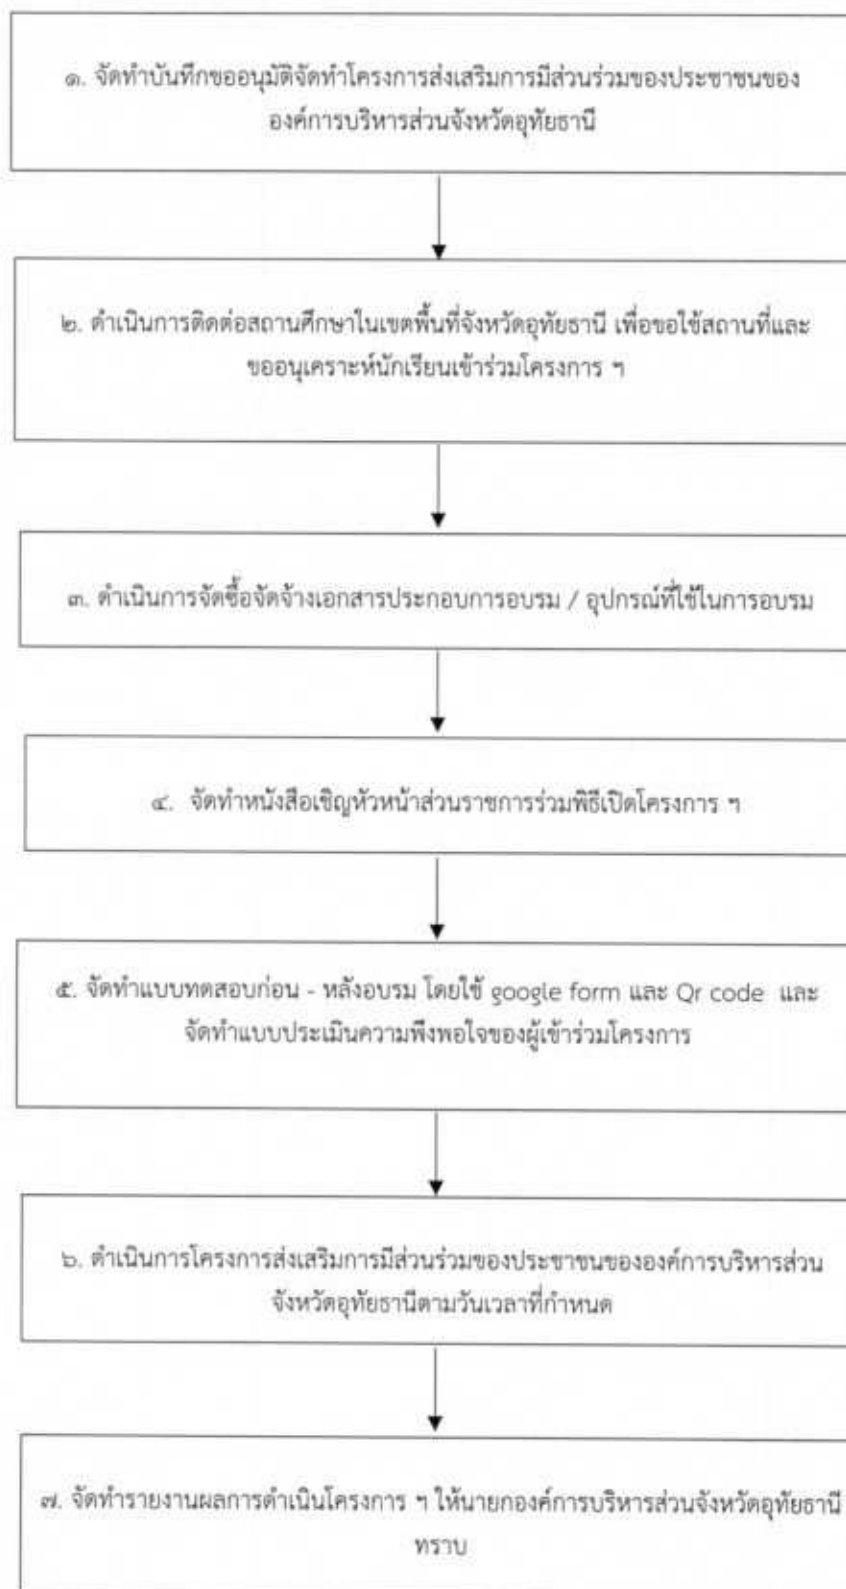 ๑. จัดทำบันทึกขออนุมัติจัดทำโครงการส่งเสริมการมีส่วนร่วมของประชาชนของ
องค์การบริหารส่วนจังหวัดอุทัยธานี
๒. ดำเนินการติดต่อสถานศึกษาในเขตพื้นที่จังหวัดอุทัยธานี เพื่อขอใช้สถานที่และ
ขออนุเคราะห์นักเรียนเข้าร่วมโครงการ ฯ
๓. ดำเนินการจัดซื้อจัดจ้างเอกสารประกอบการอบรม / อุปกรณ์ที่ใช้ในการอบรม
๔. จัดทำหนังสือเชิญหัวหน้าส่วนราชการร่วมพิธีเปิดโครงการ ฯ
๕. จัดทำแบบทดสอบก่อน - หลังอบรม โดยใช้ google form และ Qr code และ
จัดทำแบบประเมินความพึงพอใจของผู้เข้าร่วมโครงการ
๖. ดำเนินการโครงการส่งเสริมการมีส่วนร่วมของประชาชนขององค์การบริหารส่วน
จังหวัดอุทัยธานีตามวันเวลาที่กำหนด
๗. จัดทำรายงานผลการดำเนินโครงการ ฯ ให้นายกองค์การบริหารส่วนจังหวัดอุทัยธานี
ทราบ